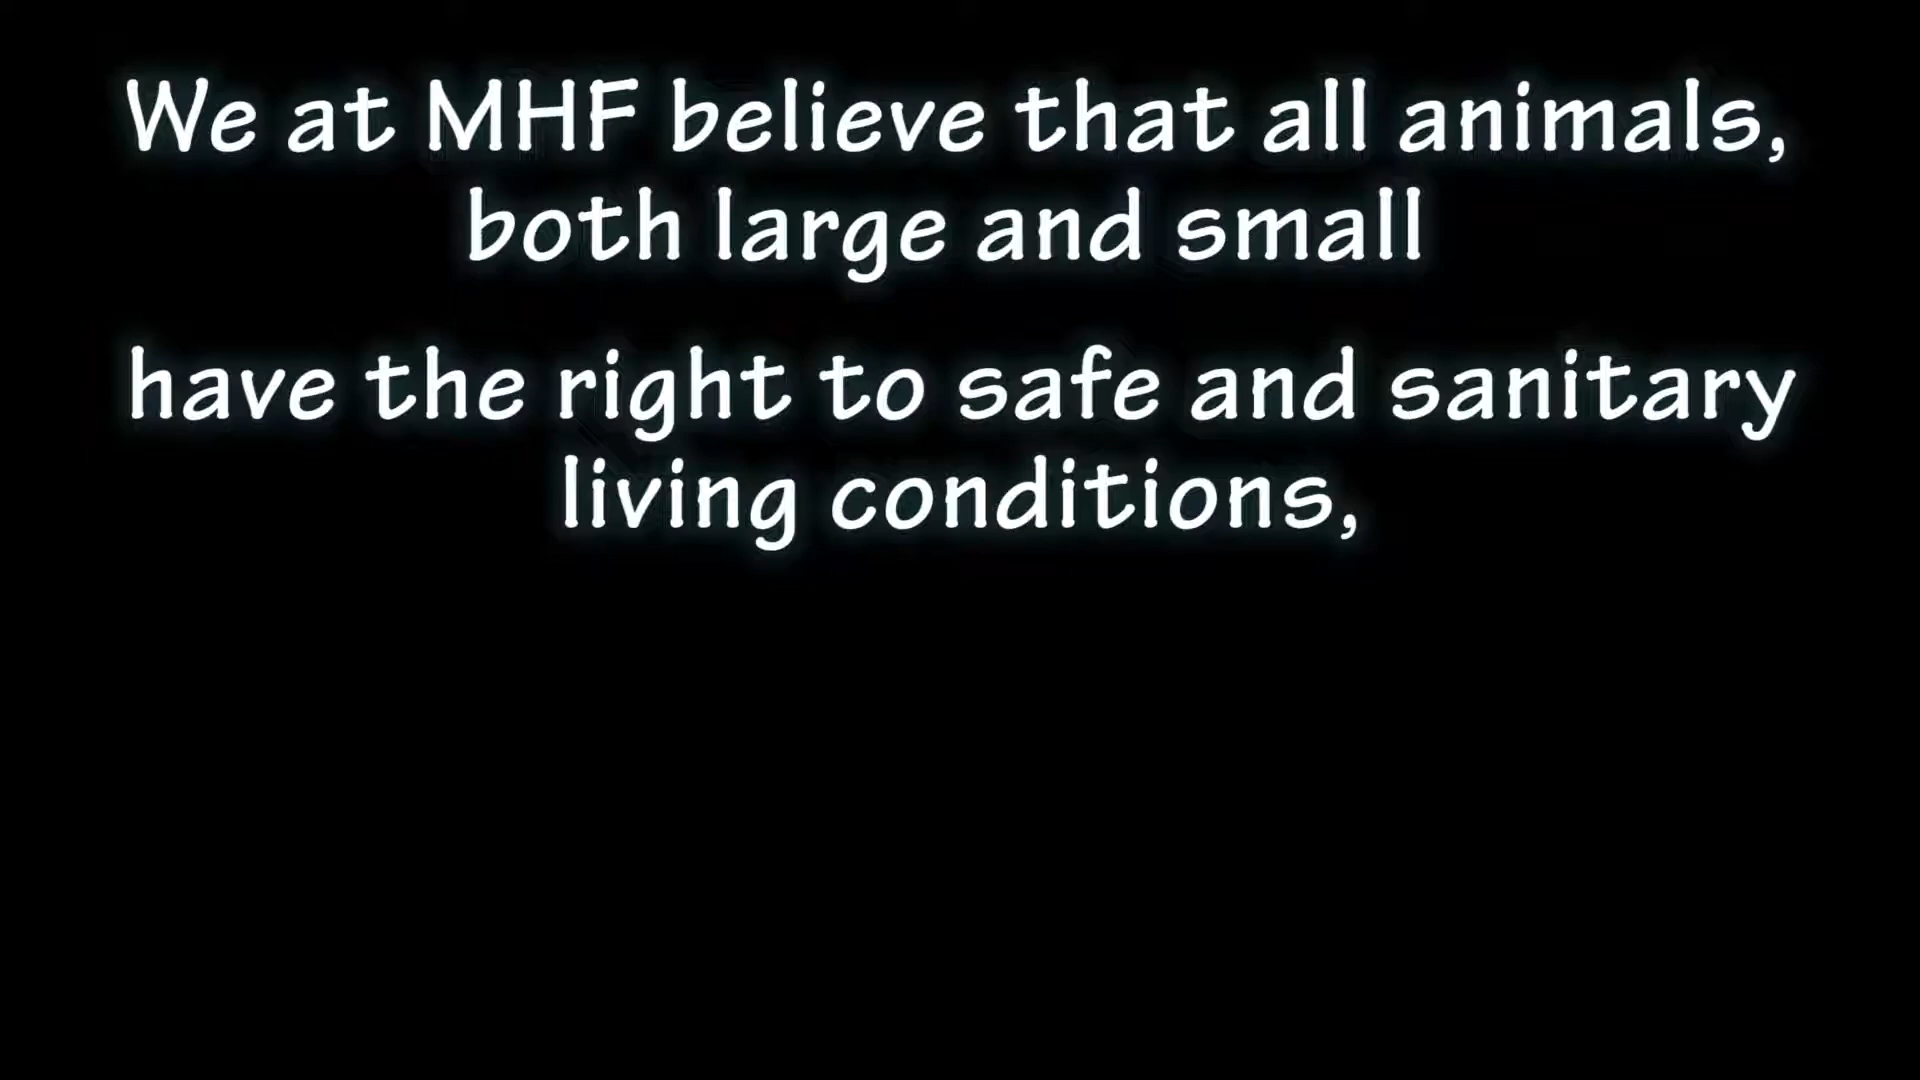 We at MHF believe that all animals,
both large and small
have the right to safe and sanitary
living conditions,